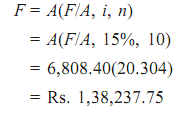 F = A(F/A, i, n)
= A(F/A, 15%, 10)
= 6,808.40(20.304)
= Rs. 1,38,237.75